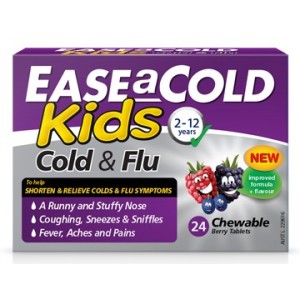 EASEaCOLD
Kids
2-12
years
Cold & Flu
To help
SHORTEN & RELIEVE COLDS & FLU SYMPTOMS
✓ A Runny and Stuffy Nose
✓ Coughing, Sneezes & Sniffles
✓ Fever, Aches and Pains
NEW
improved
formula
+ flavour
24 Chewable
Berry Tablets